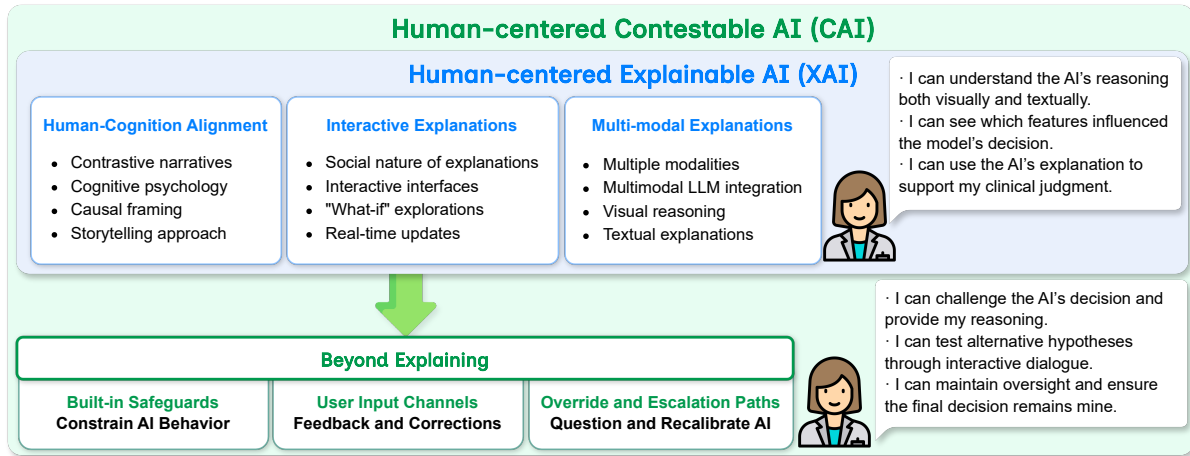 Human-centered Contestable AI (CAI)
Human-centered Explainable AI (XAI)
Human-Cognition Alignment
• Contrastive narratives
• Cognitive psychology
• Causal framing
• Storytelling approach
Interactive Explanations
• Social nature of explanations
• Interactive interfaces
• "What-if" explorations
• Real-time updates
Multi-modal Explanations
• Multiple modalities
• Multimodal LLM integration
• Visual reasoning
• Textual explanations
· I can understand the AI’s reasoning
both visually and textually.
· I can see which features influenced
the model’s decision.
· I can use the AI’s explanation to
support my clinical judgment.
Beyond Explaining
Built-in Safeguards
Constrain AI Behavior
User Input Channels
Feedback and Corrections
Override and Escalation Paths
Question and Recalibrate AI
· I can challenge the AI’s decision and
provide my reasoning.
· I can test alternative hypotheses
through interactive dialogue.
· I can maintain oversight and ensure
the final decision remains mine.